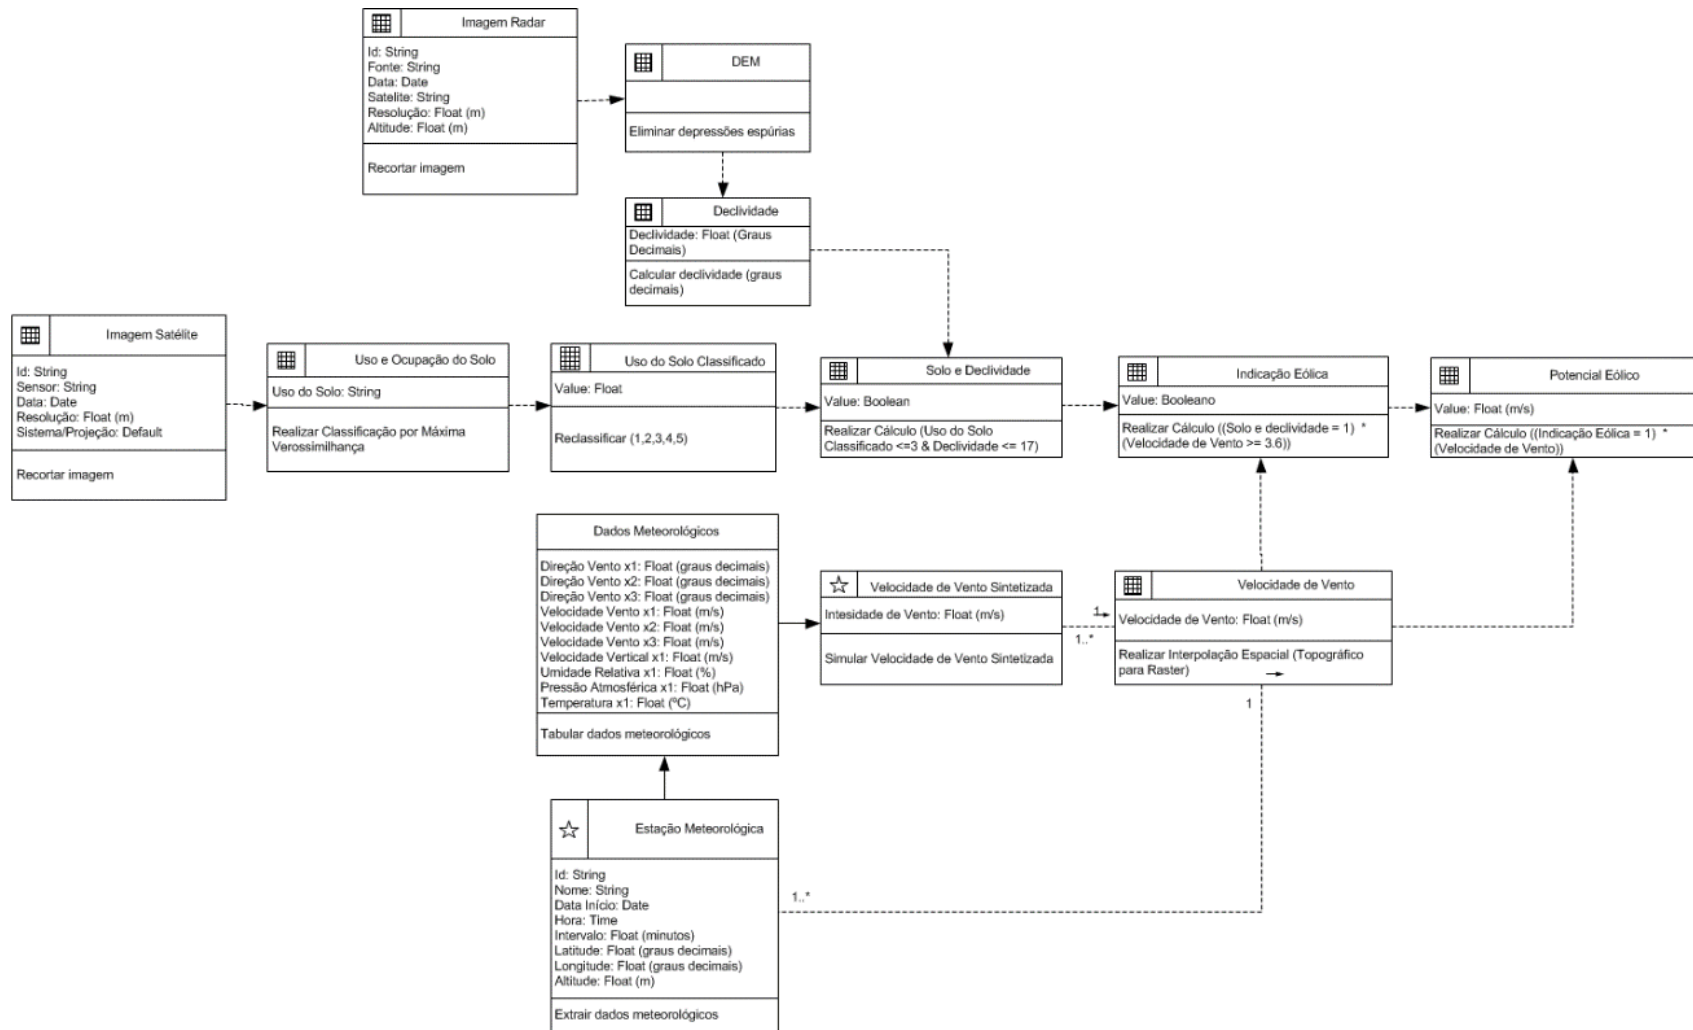 Imagem Radar
Id: String
Fonte: String
Data: Date
Satelite: String
Resolução: Float (m)
Altitude: Float (m)
Recortar imagem
DEM
Eliminar depressões espúrias
Declividade
Declividade: Float (Graus
Decimais)
Calcular declividade (graus
decimais)
Imagem Satélite
Id: String
Sensor: String
Data: Date
Resolução: Float (m)
Sistema/Projeção: Default
Recortar imagem
Uso e Ocupação do Solo
Uso do Solo: String
Realizar Classificação por Máxima
Verossimilhança
Uso do Solo Classificado
Value: Float
Reclassificar (1,2,3,4,5)
Solo e Declividade
Value: Boolean
Realizar Cálculo (Uso do Solo
Classificado <=3 & Declividade <= 17)
Indicação Eólica
Value: Booleano
Realizar Cálculo ((Solo e declividade = 1) *
(Velocidade de Vento >= 3.6))
Potencial Eólico
Value: Float (m/s)
Realizar Cálculo ((Indicação Eólica = 1) *
(Velocidade de Vento))
Dados Meteorológicos
Direção Vento x1: Float (graus decimais)
Direção Vento x2: Float (graus decimais)
Direção Vento x3: Float (graus decimais)
Velocidade Vento x1: Float (m/s)
Velocidade Vento x2: Float (m/s)
Velocidade Vento x3: Float (m/s)
Velocidade Vertical x1: Float (m/s)
Umidade Relativa x1: Float (%)
Pressão Atmosférica x1: Float (hPa)
Temperatura x1: Float (ºC)
Tabular dados meteorológicos
Velocidade de Vento Sintetizada
Intesidade de Vento: Float (m/s)
Simular Velocidade de Vento Sintetizada
1
1..*
Velocidade de Vento
Velocidade de Vento: Float (m/s)
Realizar Interpolação Espacial (Topográfico
para Raster)
1
Estação Meteorológica
Id: String
Nome: String
Data Início: Date
Hora: Time
Intervalo: Float (minutos)
Latitude: Float (graus decimais)
Longitude: Float (graus decimais)
Altitude: Float (m)
Extrair dados meteorológicos
1..*